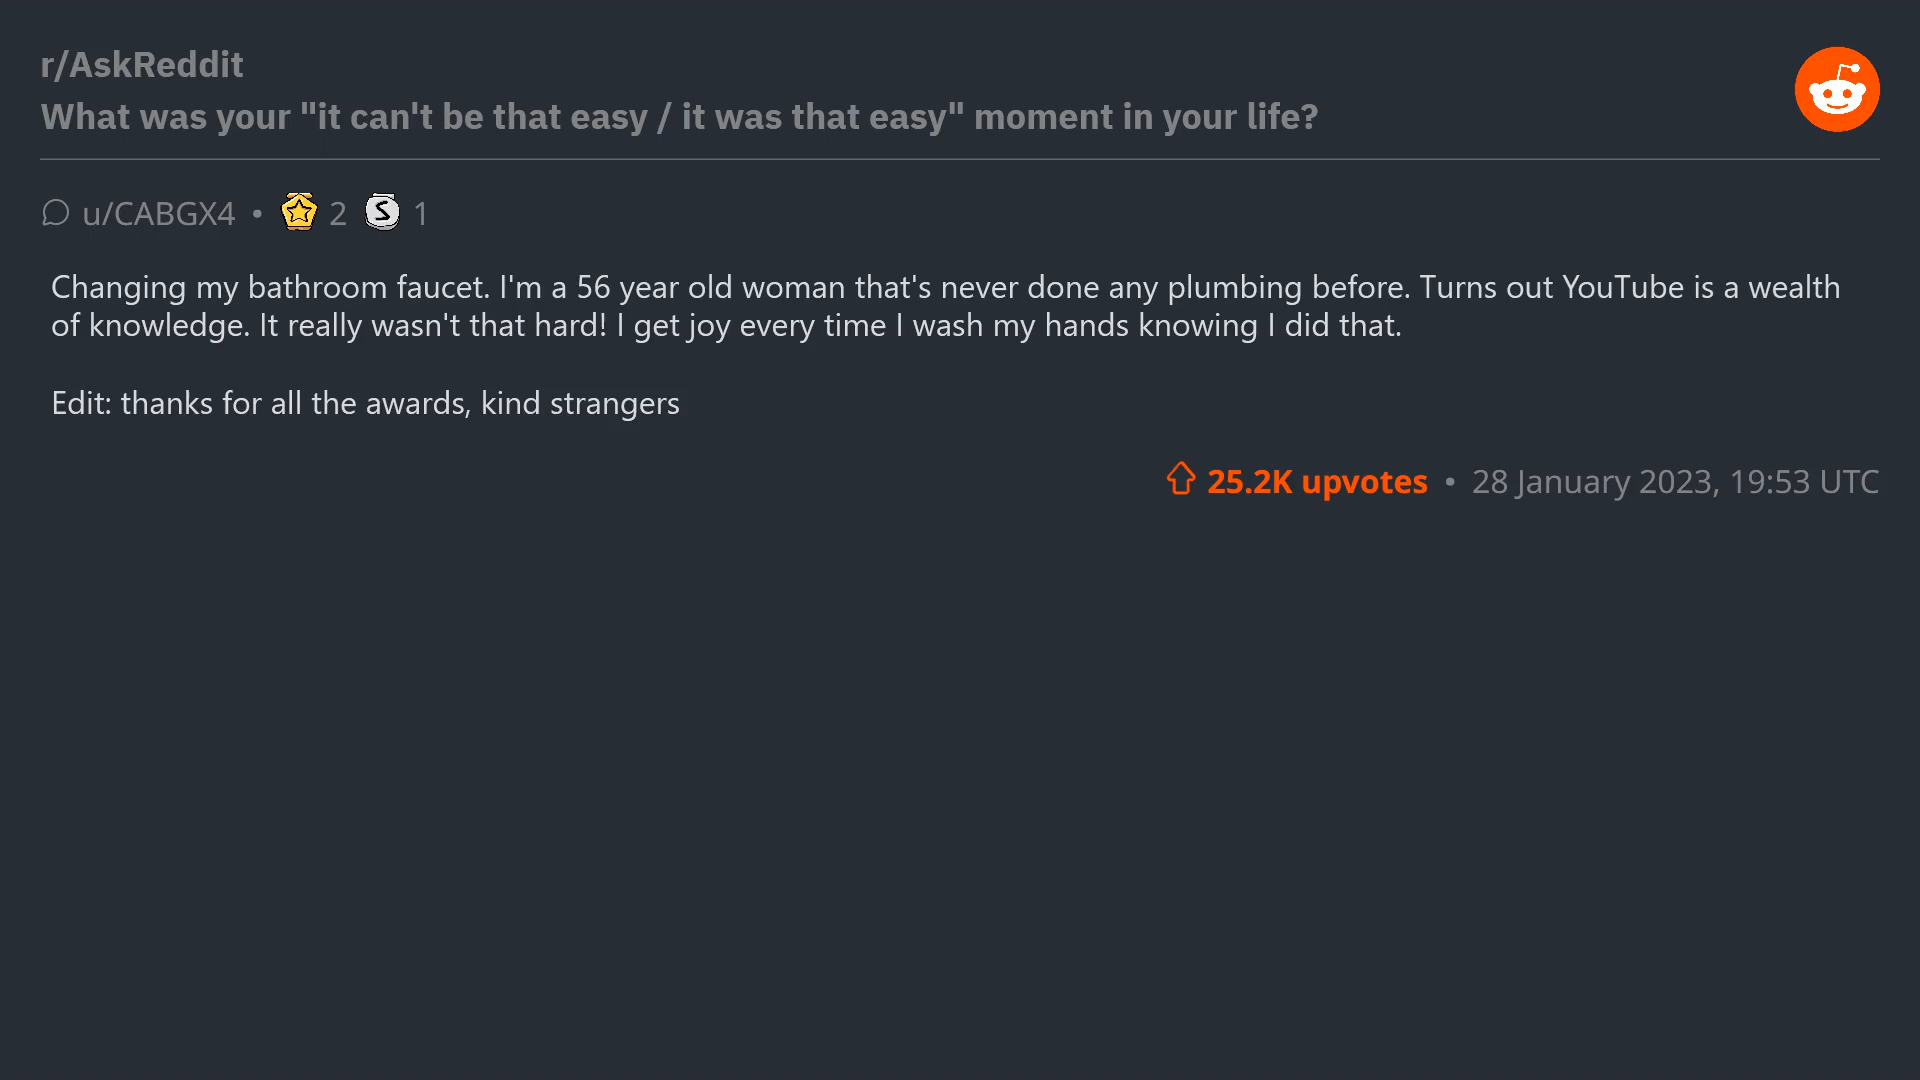 r/AskReddit
What was your "it can't be that easy / it was that easy" moment in your life?
u/CABGX4 • 2 S 1
Changing my bathroom faucet. I'm a 56 year old woman that's never done any plumbing before. Turns out YouTube is a wealth
of knowledge. It really wasn't that hard! I get joy every time I wash my hands knowing I did that.
Edit: thanks for all the awards, kind strangers
25.2K upvotes • 28 January 2023, 19:53 UTC